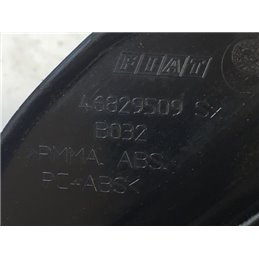 FIAT
46829509 Sx
B032
>PMMA ABS<
PC+ABS<